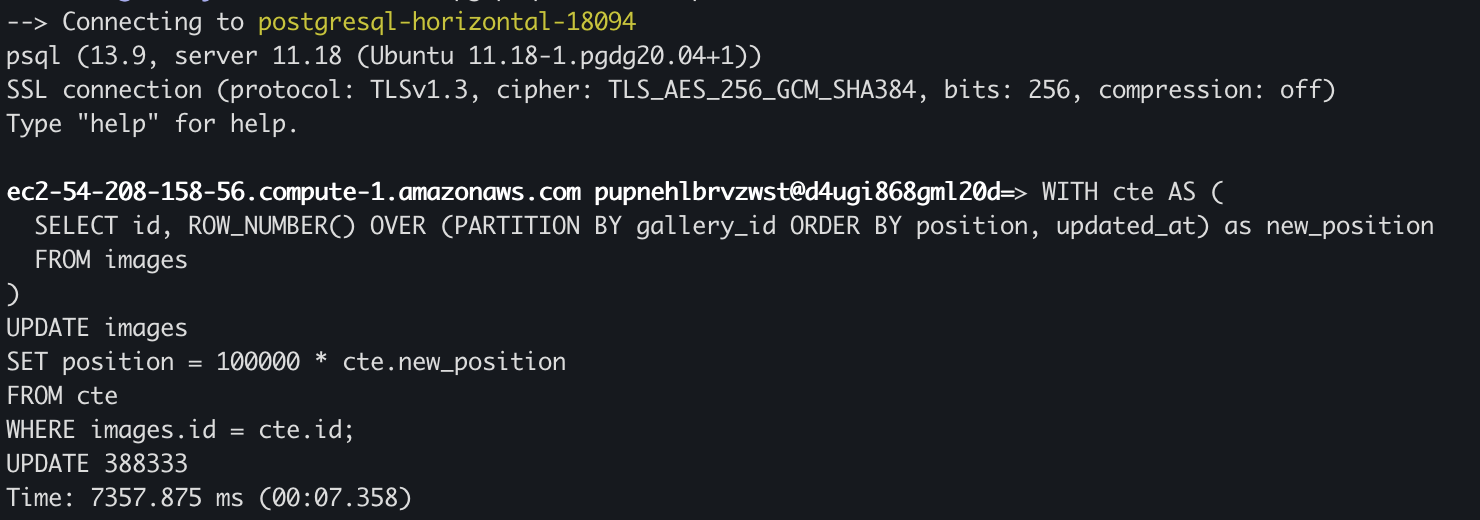 --> Connecting to postgresql-horizontal-18094
psql (13.9, server 11.18 (Ubuntu 11.18-1.pgdg20.04+1))
SSL connection (protocol: TLSv1.3, cipher: TLS_AES_256_GCM_SHA384, bits: 256, compression: off)
Type "help" for help.

ec2-54-208-158-56.compute-1.amazonaws.com pupnehlbrvzwst@d4ugi868gml20d=> WITH cte AS (
  SELECT id, ROW_NUMBER() OVER (PARTITION BY gallery_id ORDER BY position, updated_at) as new_position
  FROM images
)
UPDATE images
SET position = 100000 * cte.new_position
FROM cte
WHERE images.id = cte.id;
UPDATE 388333
Time: 7357.875 ms (00:07.358)